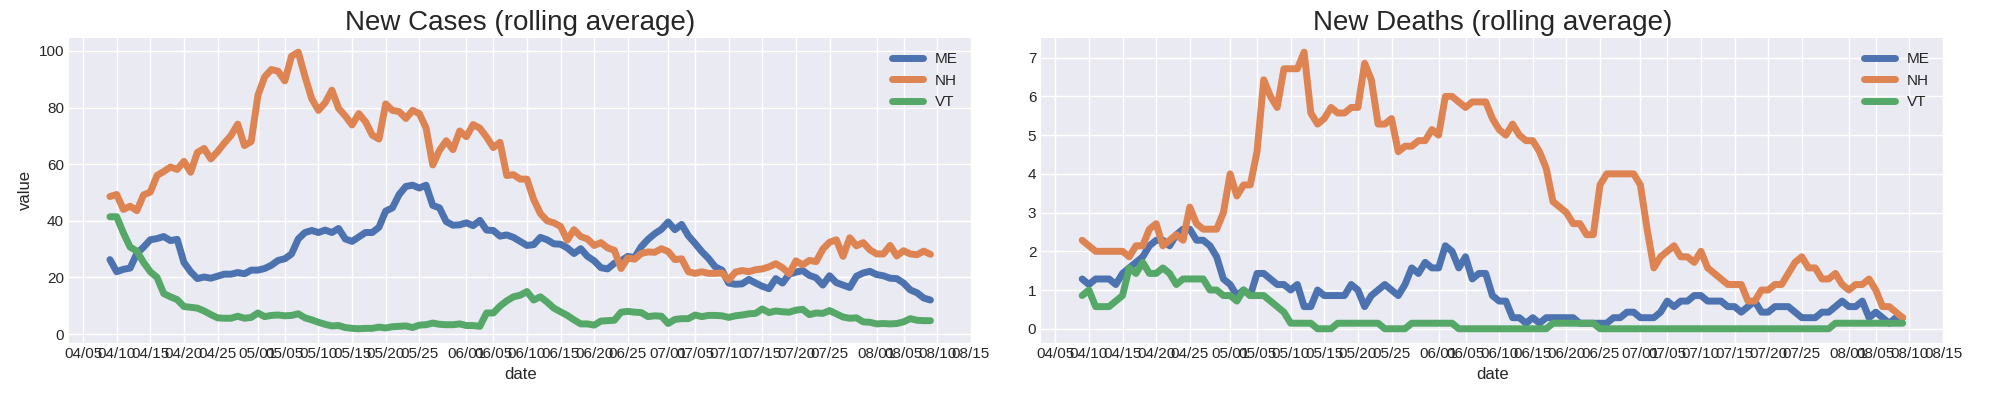 New Cases (rolling average)
100
80
60
40
20
0
value
ME
NH
VT
04/05 04/10 04/15 04/20 04/25 05/01 05/05 05/10 05/15 05/20 05/25 06/01 06/05 06/10 06/15 06/20 06/25 07/01 07/05 07/10 07/15 07/20 07/25 08/01 08/05 08/10 08/15
date
New Deaths (rolling average)
7
6
5
4
3
2
1
0
ME
NH
VT
04/05 04/10 04/15 04/20 04/25 05/01 05/05 05/10 05/15 05/20 05/25 06/01 06/05 06/10 06/15 06/20 06/25 07/01 07/05 07/10 07/15 07/20 07/25 08/01 08/05 08/10 08/15
date